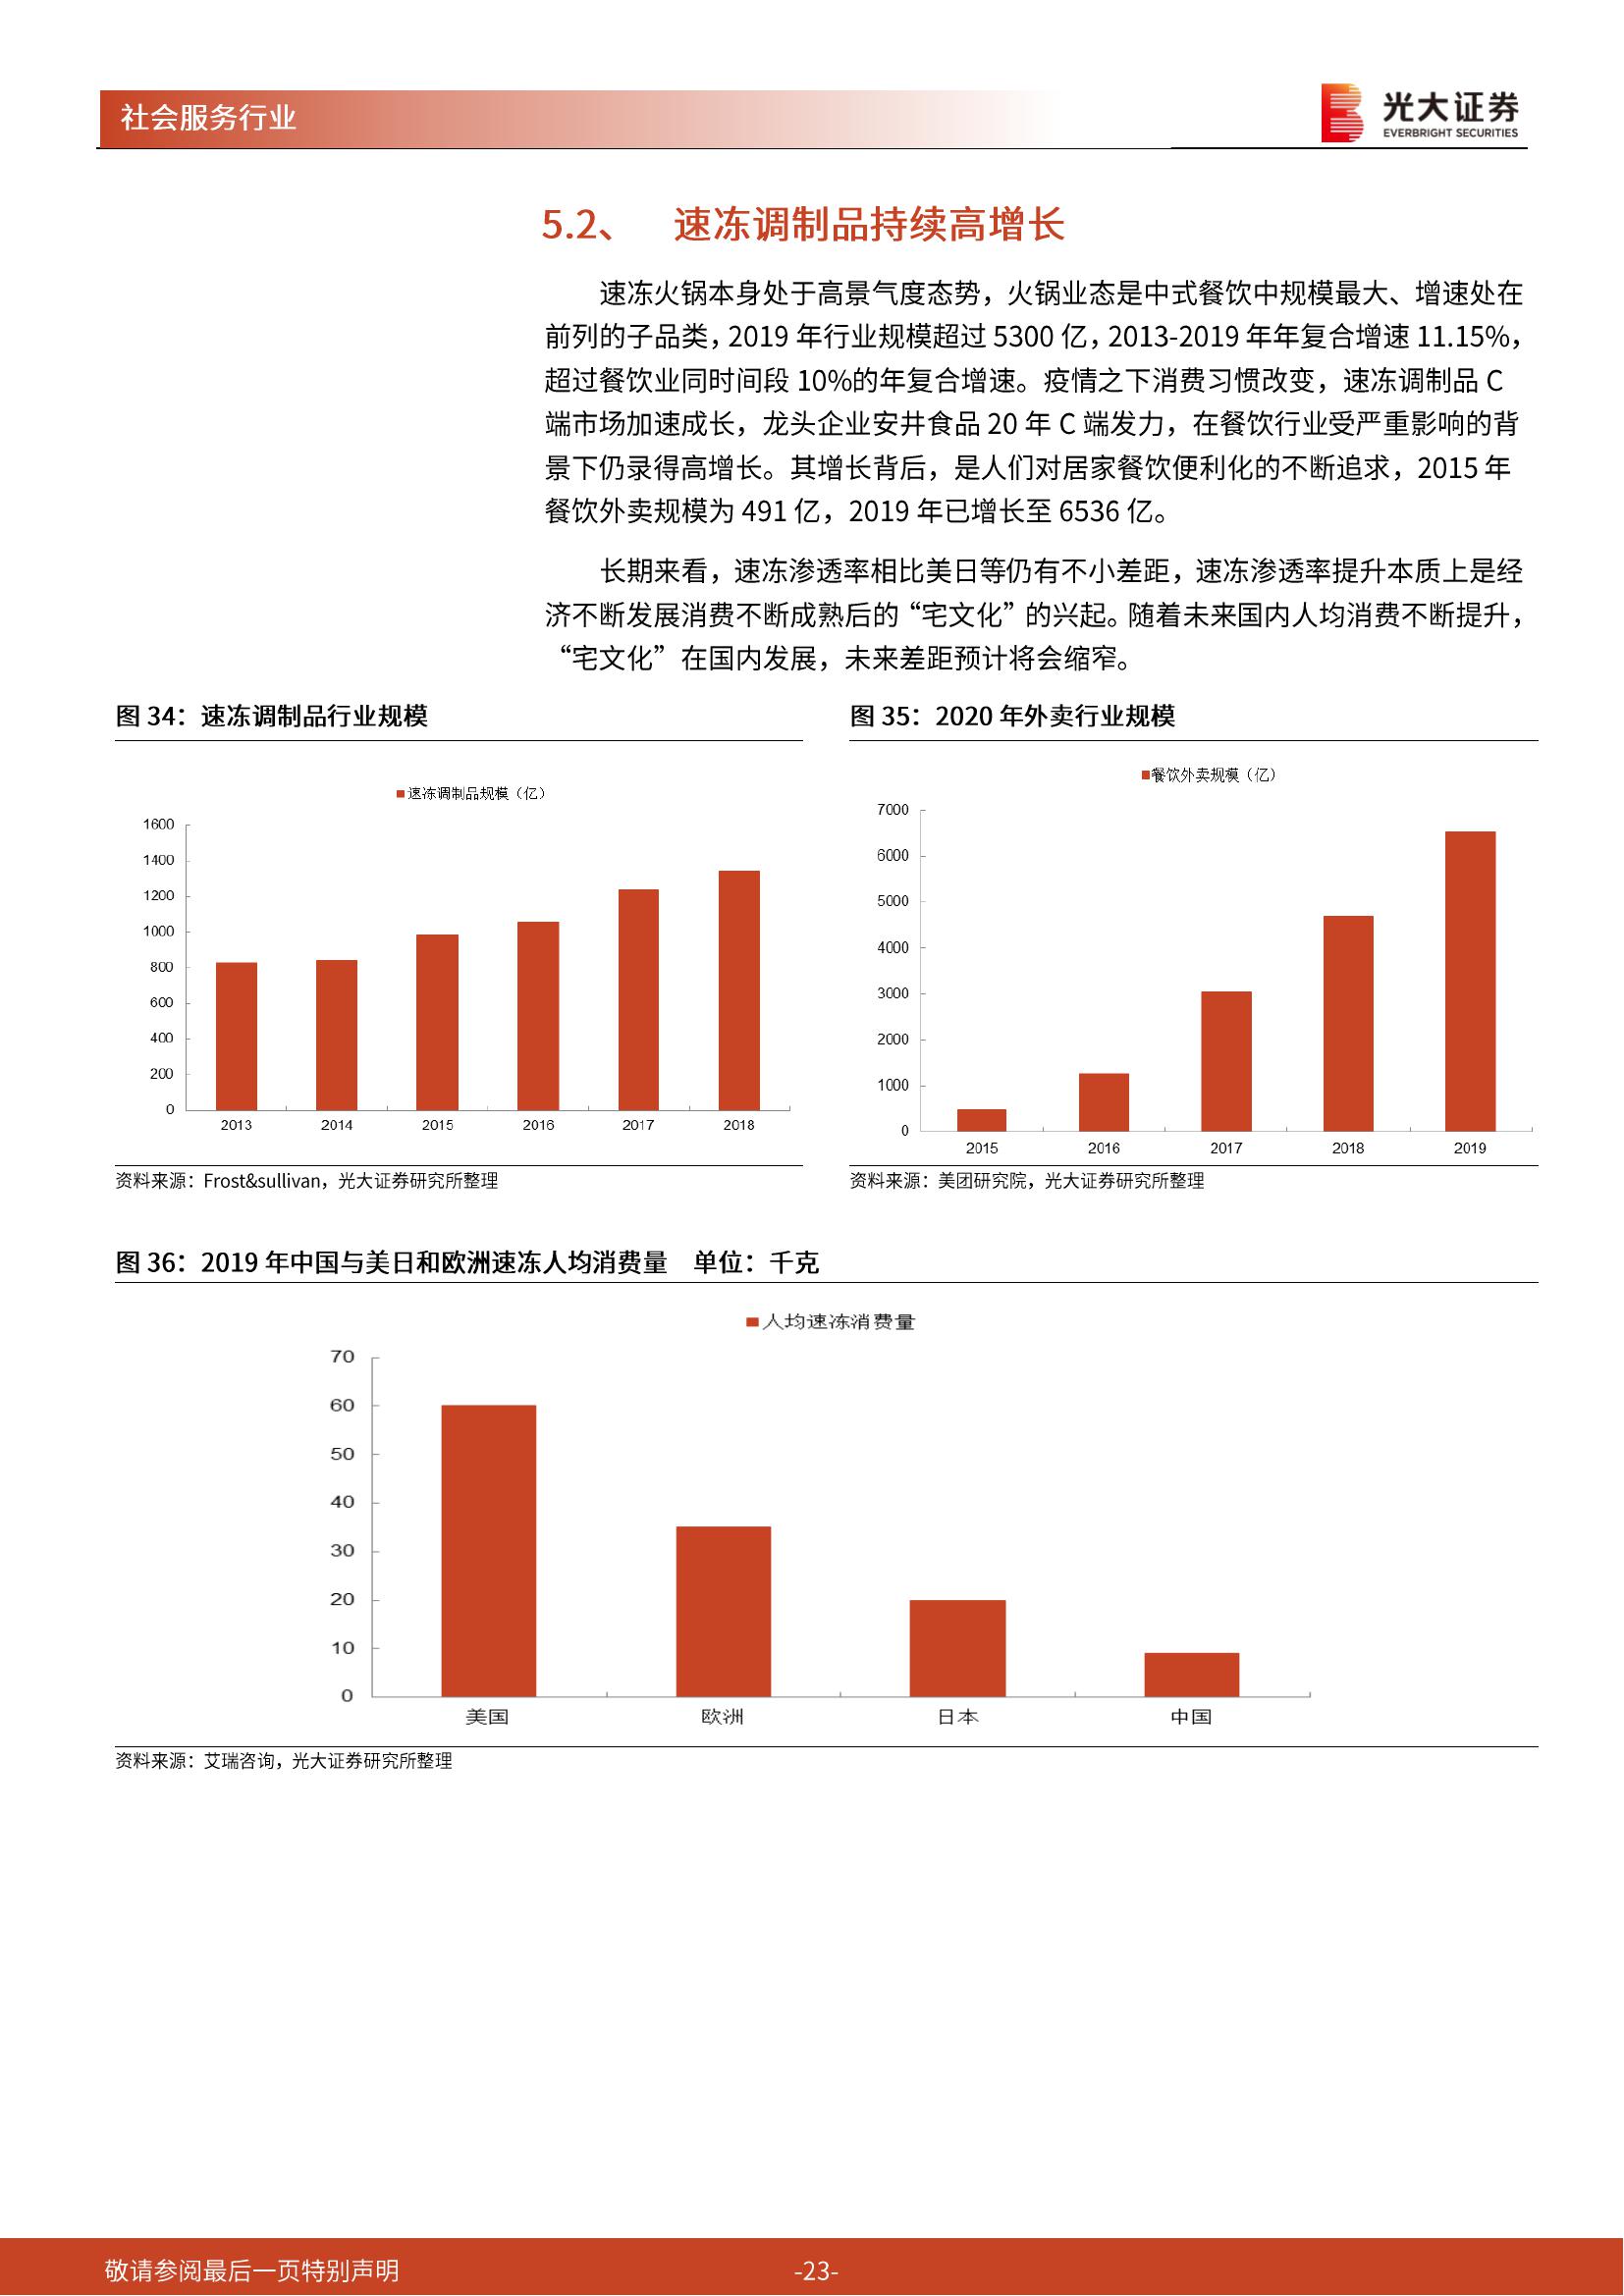 社会服务行业
光大证券
EVERBRIGHT SECURITIES
5.2、 速冻调制品持续高增长
速冻火锅本身处于高景气度态势，火锅业态是中式餐饮中规模最大、增速处在
前列的子品类，2019 年行业规模超过 5300 亿，2013-2019 年年复合增速 11.15%，
超过餐饮业同时间段 10%的年复合增速。疫情之下消费习惯改变，速冻调制品 C
端市场加速成长，龙头企业安井食品 20 年 C 端发力，在餐饮行业受严重影响的背
景下仍录得高增长。其增长背后，是人们对居家餐饮便利化的不断追求，2015 年
餐饮外卖规模为 491 亿，2019 年已增长至 6536 亿。
长期来看，速冻渗透率相比美日等仍有不小差距，速冻渗透率提升本质上是经
济不断发展消费不断成熟后的“宅文化”的兴起。随着未来国内人均消费不断提升，
“宅文化”在国内发展，未来差距预计将会缩窄。
图 34：速冻调制品行业规模
速冻调制品规模（亿）
1600
1400
1200
1000
800
600
400
200
0
2013 2014 2015 2016 2017 2018
资料来源：Frost&sullivan，光大证券研究所整理
图 35：2020 年外卖行业规模
餐饮外卖规模（亿）
7000
6000
5000
4000
3000
2000
1000
0
2015 2016 2017 2018 2019
资料来源：美团研究院，光大证券研究所整理
图 36：2019 年中国与美日和欧洲速冻人均消费量 单位：千克
人均速冻消费量
70
60
50
40
30
20
10
0
美国 欧洲 日本 中国
资料来源：艾瑞咨询，光大证券研究所整理
敬请参阅最后一页特别声明 -23-